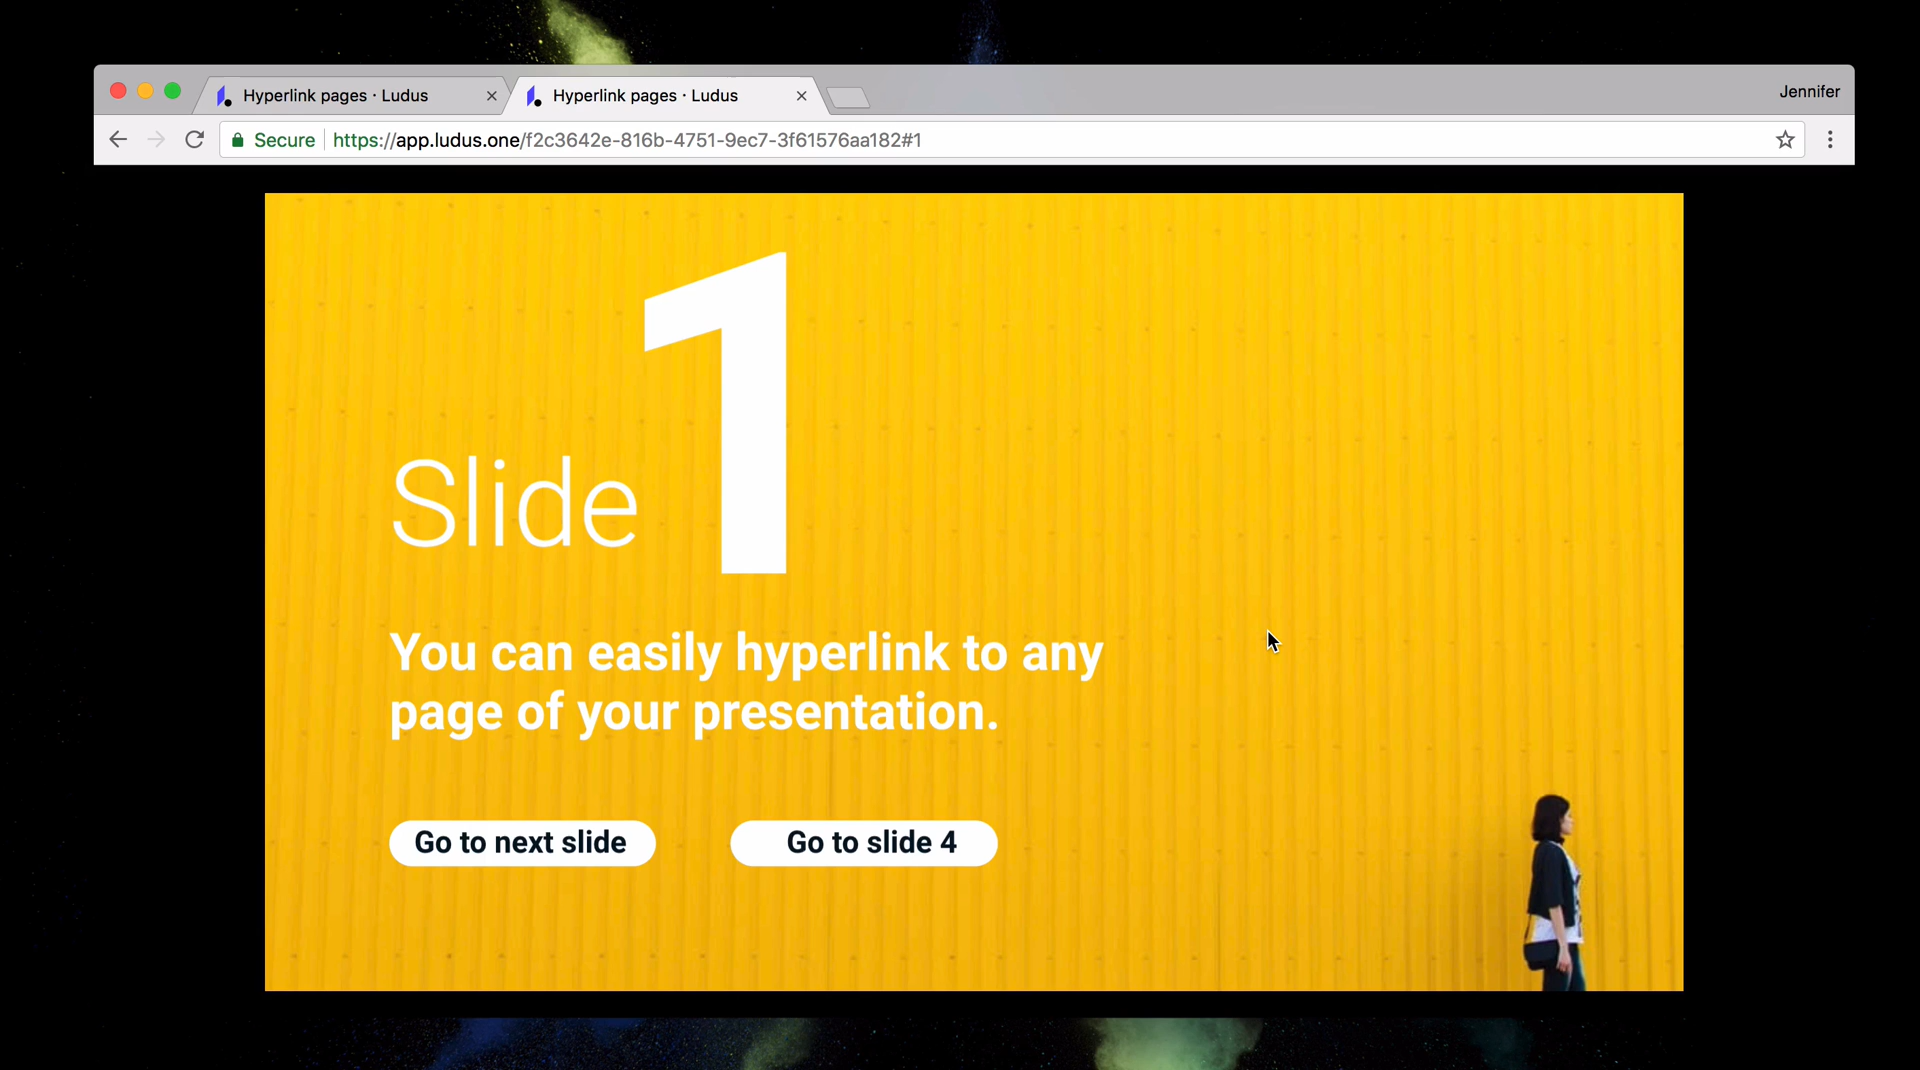 Hyperlink pages · Ludus
Hyperlink pages · Ludus
Jennifer
Secure
https://app.ludus.one/f2c3642e-816b-4751-9ec7-3f61576aa182#1
Slide 1
You can easily hyperlink to any
page of your presentation.
Go to next slide
Go to slide 4